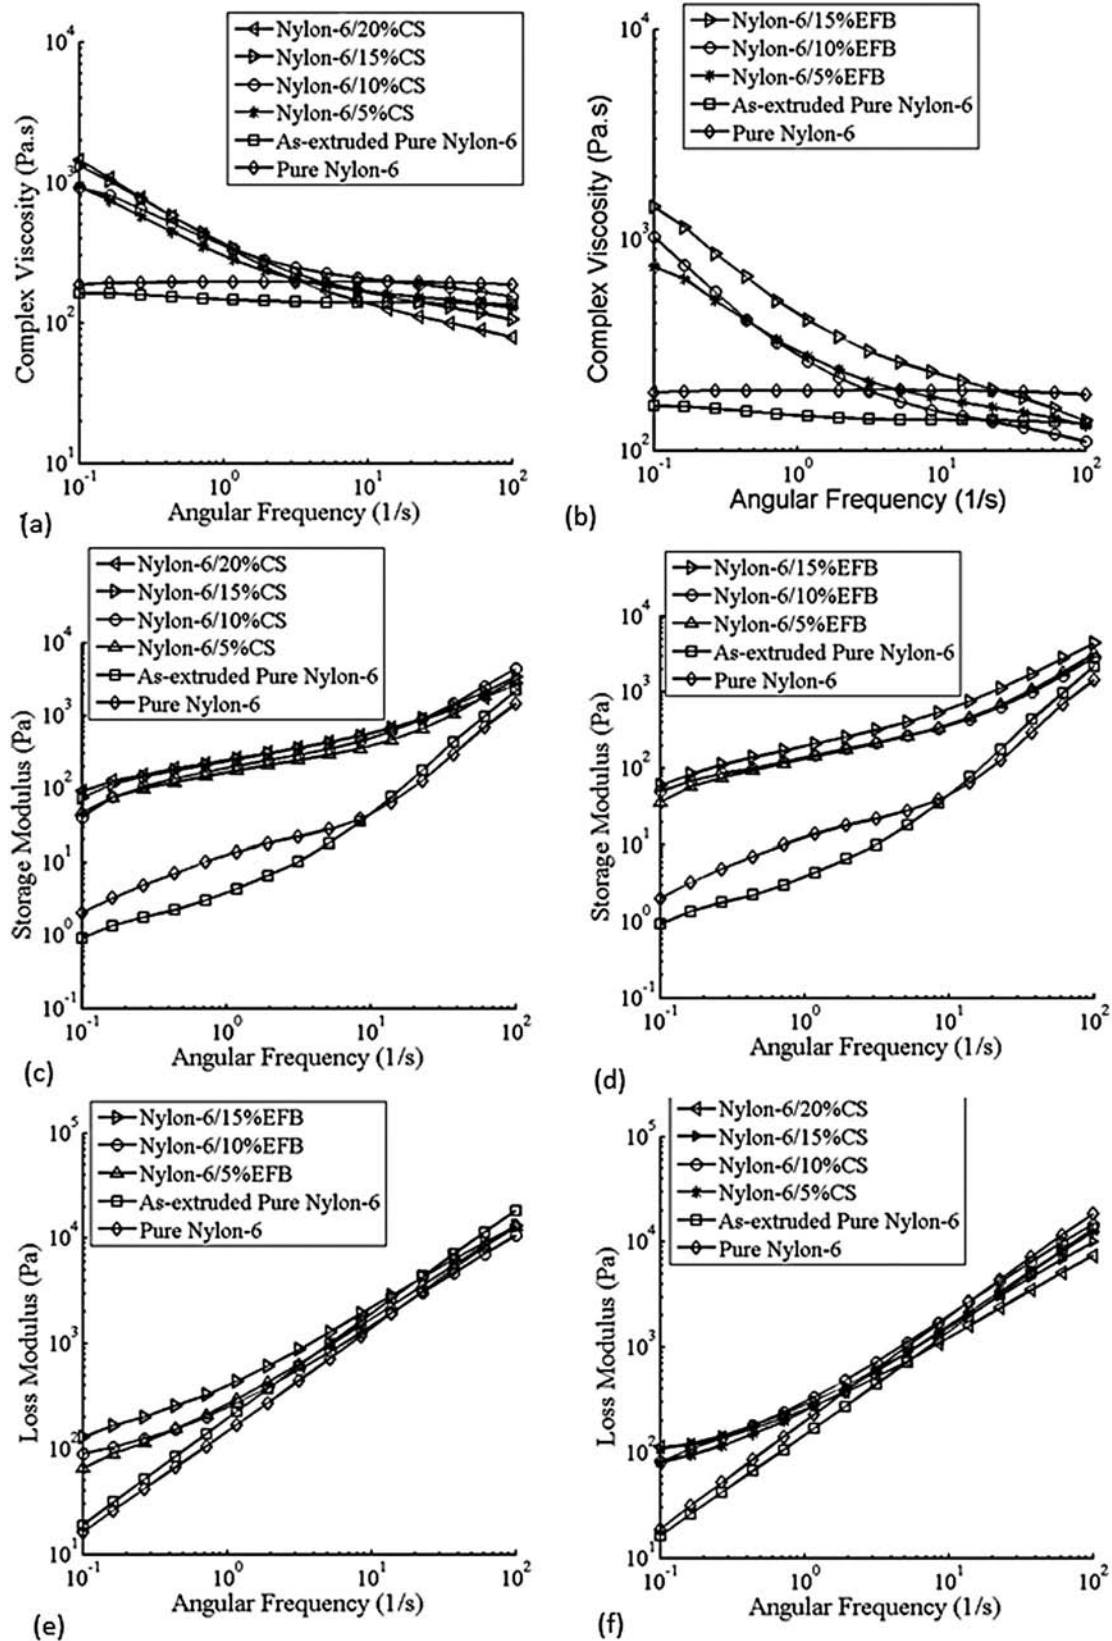 Nylon-6/20%CS
Nylon-6/15%CS
Nylon-6/10%CS
Nylon-6/5%CS
As-extruded Pure Nylon-6
Pure Nylon-6
10^4
10^3
10^2
10^1
Complex Viscosity (Pa.s)
10^-1 10^0 10^1 10^2
Angular Frequency (1/s)
(a)
Nylon-6/15%EFB
Nylon-6/10%EFB
Nylon-6/5%EFB
As-extruded Pure Nylon-6
Pure Nylon-6
10^4
10^3
10^2
Complex Viscosity (Pa.s)
10^-1 10^0 10^1 10^2
Angular Frequency (1/s)
(b)
Nylon-6/20%CS
Nylon-6/15%CS
Nylon-6/10%CS
Nylon-6/5%CS
As-extruded Pure Nylon-6
Pure Nylon-6
10^4
10^3
10^2
10^1
10^0
10^-1
Storage Modulus (Pa)
10^-1 10^0 10^1 10^2
Angular Frequency (1/s)
(c)
Nylon-6/15%EFB
Nylon-6/10%EFB
Nylon-6/5%EFB
As-extruded Pure Nylon-6
Pure Nylon-6
10^4
10^3
10^2
10^1
10^0
10^-1
Storage Modulus (Pa)
10^-1 10^0 10^1 10^2
Angular Frequency (1/s)
(d)
Nylon-6/15%EFB
Nylon-6/10%EFB
Nylon-6/5%EFB
As-extruded Pure Nylon-6
Pure Nylon-6
10^5
10^4
10^3
10^2
10^1
Loss Modulus (Pa)
10^-1 10^0 10^1 10^2
Angular Frequency (1/s)
(e)
Nylon-6/20%CS
Nylon-6/15%CS
Nylon-6/10%CS
Nylon-6/5%CS
As-extruded Pure Nylon-6
Pure Nylon-6
10^5
10^4
10^3
10^2
10^1
Loss Modulus (Pa)
10^-1 10^0 10^1 10^2
Angular Frequency (1/s)
(f)